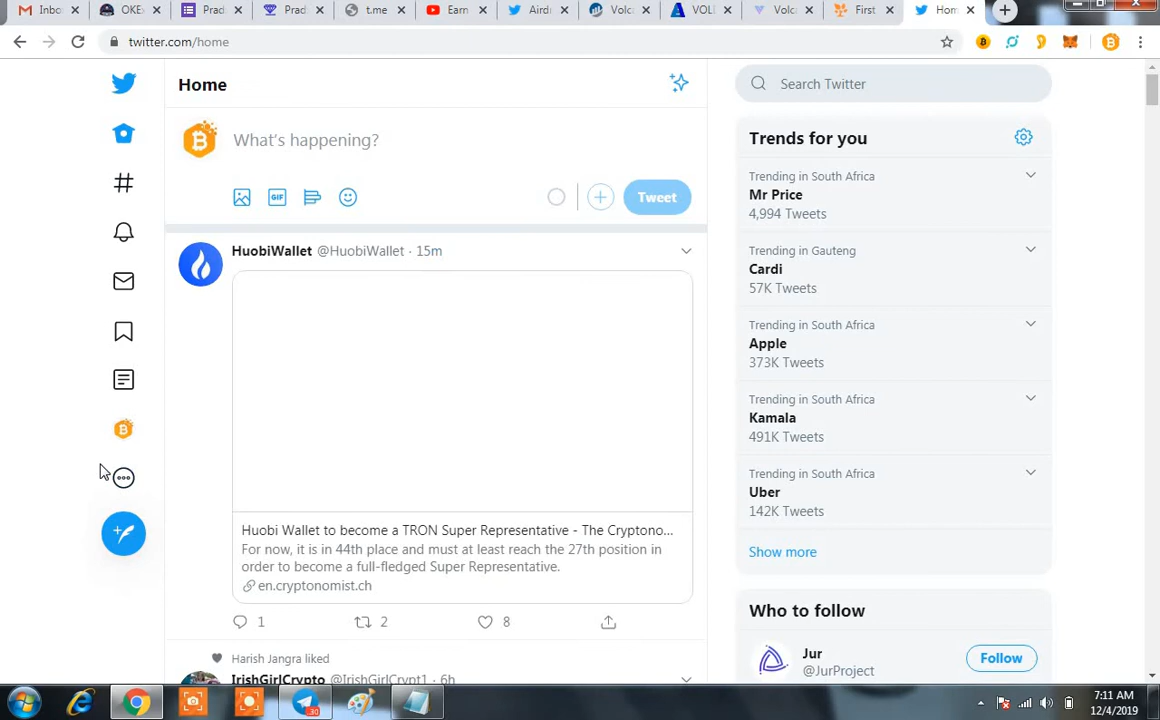 Inbo
OKE
Prad
Prad
t.me
Earn
Airdr
Volca
VOL
Volca
First
Hom
twitter.com/home
Home
What's happening?
GIF
Tweet
HuobiWallet @HuobiWallet · 15m
Huobi Wallet to become a TRON Super Representative - The Cryptono...
For now, it is in 44th place and must at least reach the 27th position in
order to become a full-fledged Super Representative.
en.cryptonomist.ch
1 2 8
Harish Jangra liked
IrishGirlCrypto @IrishGirlCrypt1 · 6h
Search Twitter
Trends for you
Trending in South Africa
Mr Price
4,994 Tweets
Trending in Gauteng
Cardi
57K Tweets
Trending in South Africa
Apple
373K Tweets
Trending in South Africa
Kamala
491K Tweets
Trending in South Africa
Uber
142K Tweets
Show more
Who to follow
Jur
@JurProject
Follow
30
7:11 AM
12/4/2019